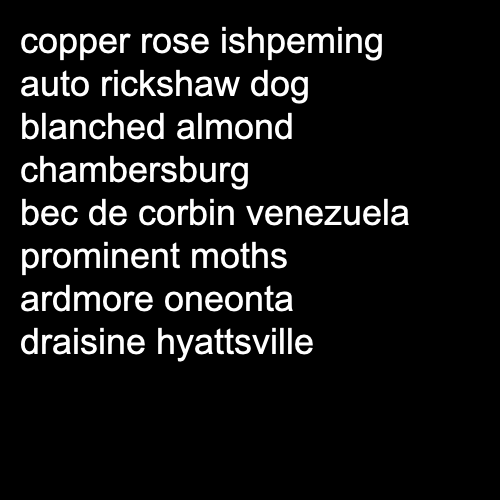 copper rose ishpeming
auto rickshaw dog
blanched almond
chambersburg
bec de corbin venezuela
prominent moths
ardmore oneonta
draisine hyattsville